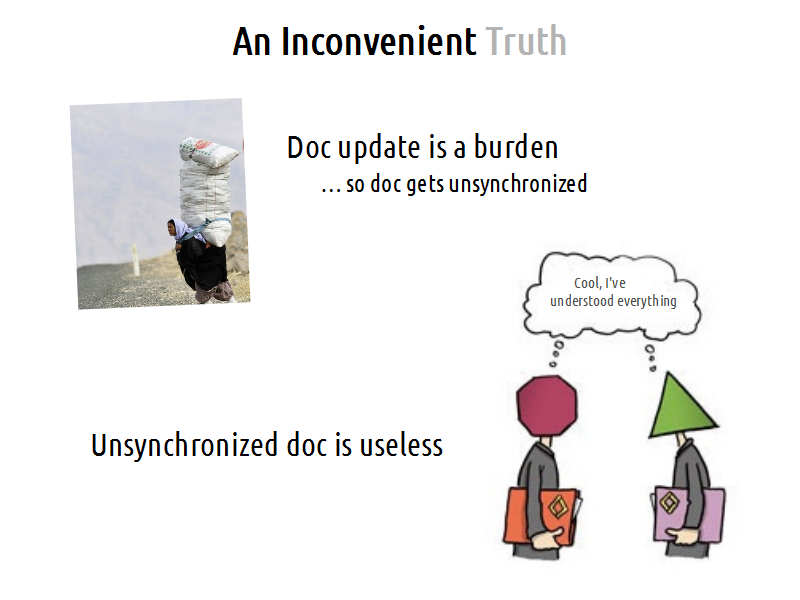 An Inconvenient Truth
Doc update is a burden
... so doc gets unsynchronized
Cool, I've
understood everything
Unsynchronized doc is useless